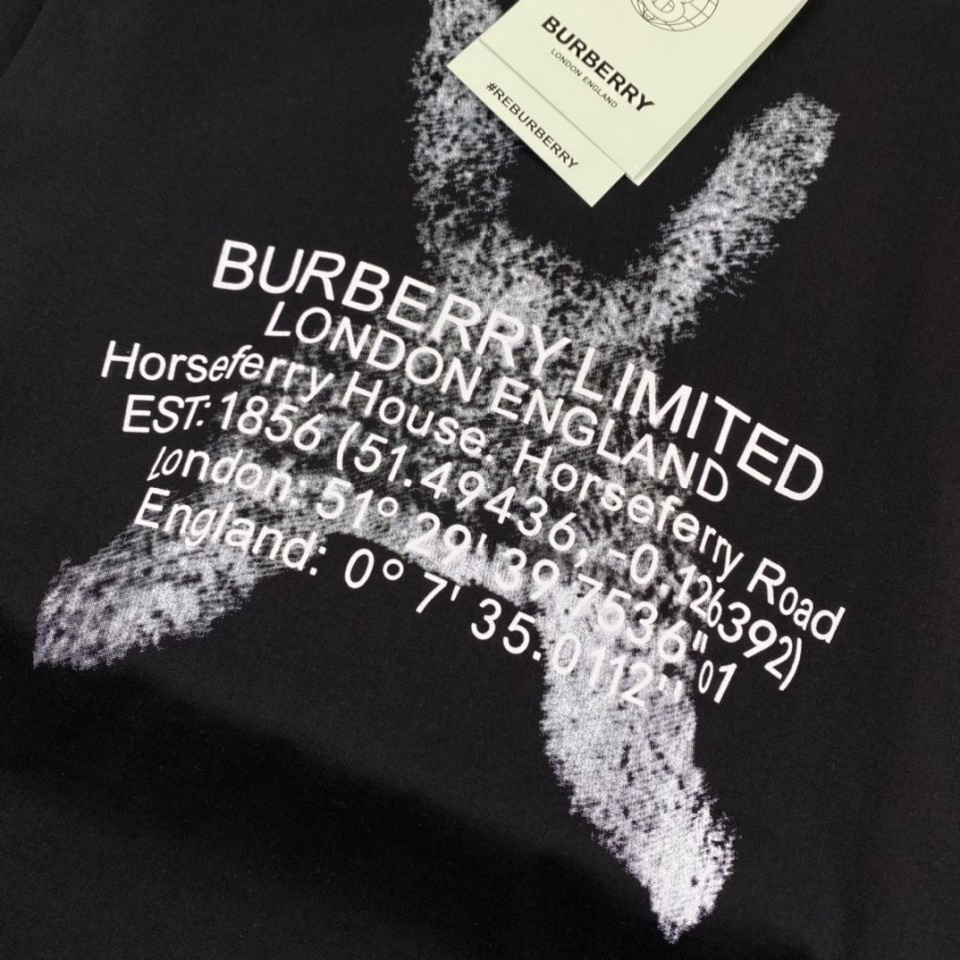 BURBERRY
LONDON ENGLAND
#REBURBERRY
BURBERRY LIMITED
LONDON ENGLAND
Horseferry House. Horseferry Road
EST: 1856 (51.49436, -0.126392)
London: 51° 29' 39.7536" 01
England: 0° 7' 35.0112"